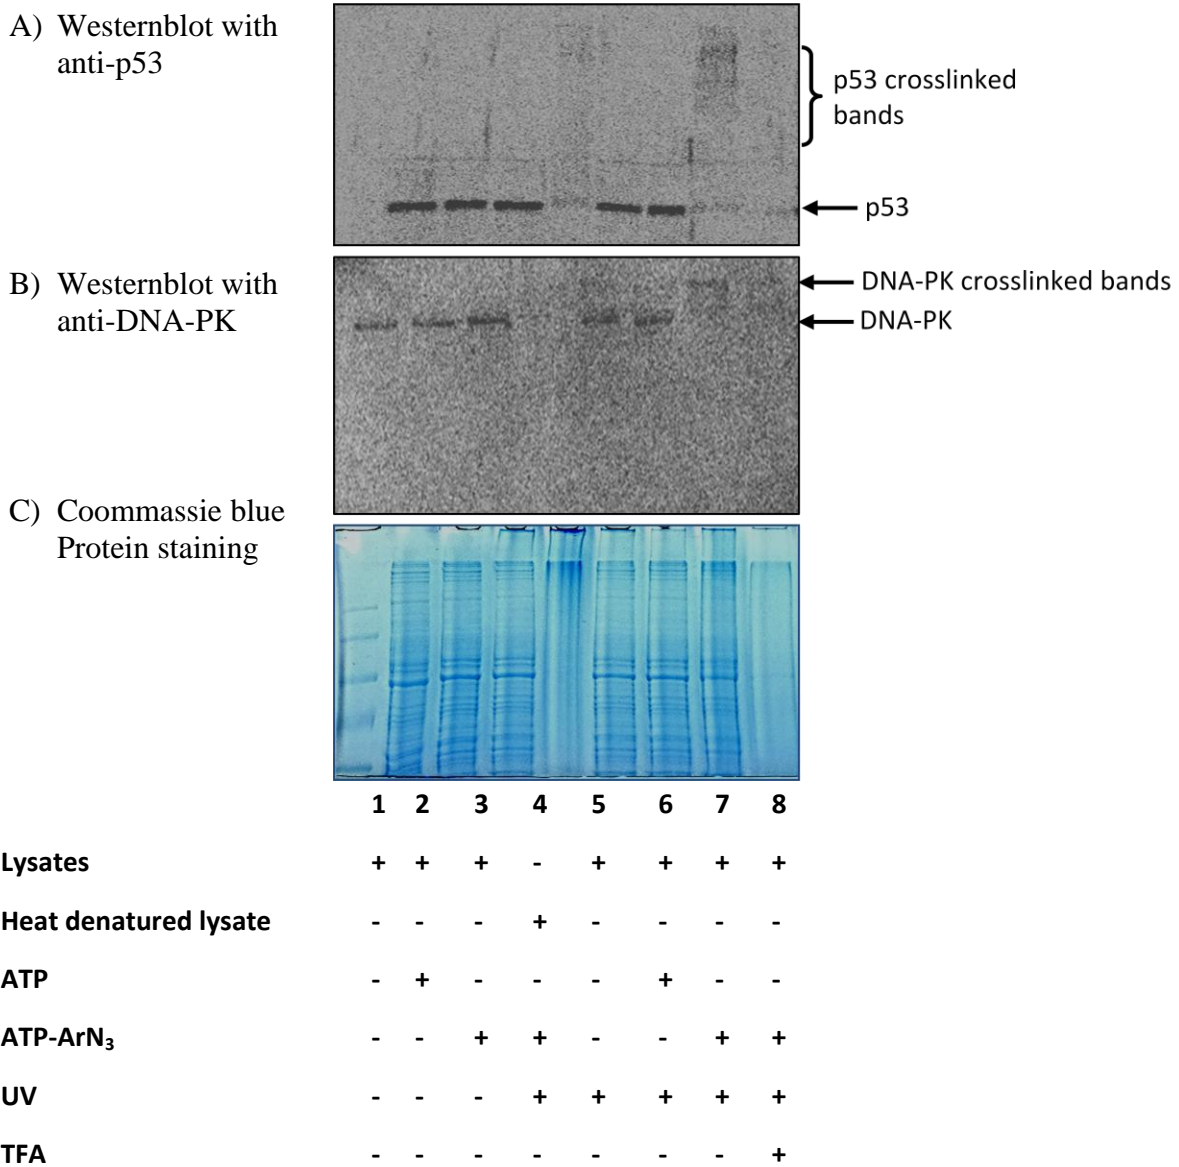 A) Westernblot with
anti-p53
p53 crosslinked
bands
p53
B) Westernblot with
anti-DNA-PK
DNA-PK crosslinked bands
DNA-PK
C) Coommassie blue
Protein staining
1 2 3 4 5 6 7 8
Lysates + + + - + + + +
Heat denatured lysate - - - + - - - -
ATP - + - - - + - -
ATP-ArN₃ - - + + - - + +
UV - - - + + + + +
TFA - - - - - - - +